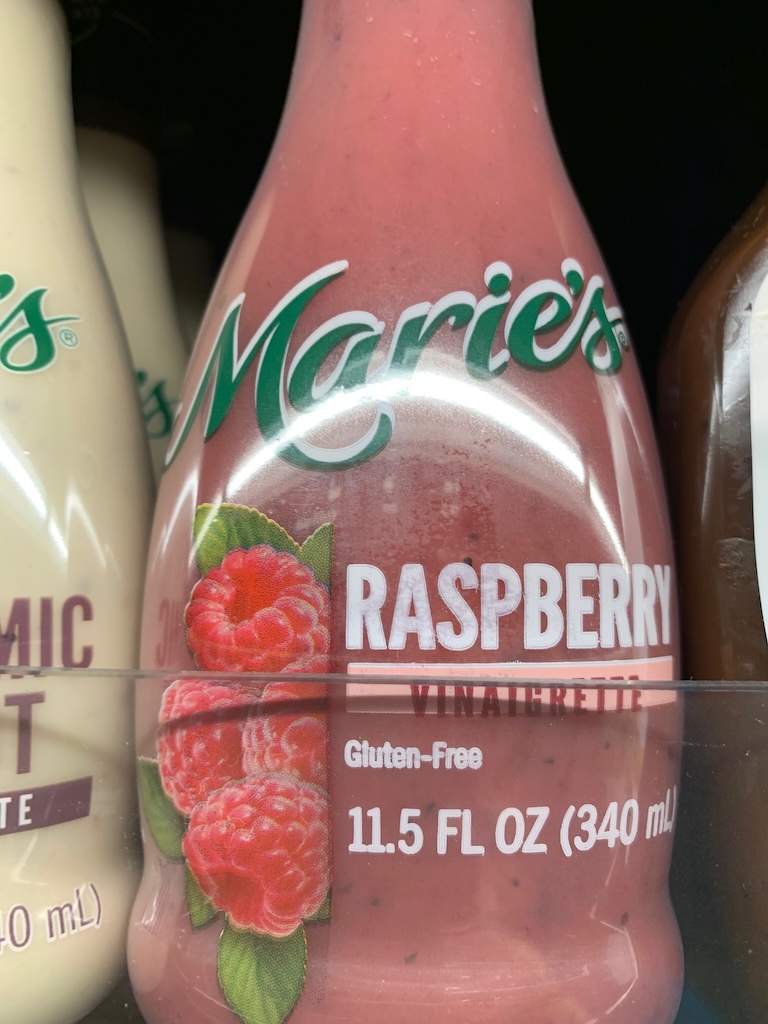 Marie's®
RASPBERRY
VINAIGRETTE
Gluten-Free
11.5 FL OZ (340 mL)
's®
's
MIC
T
TE
40 mL)